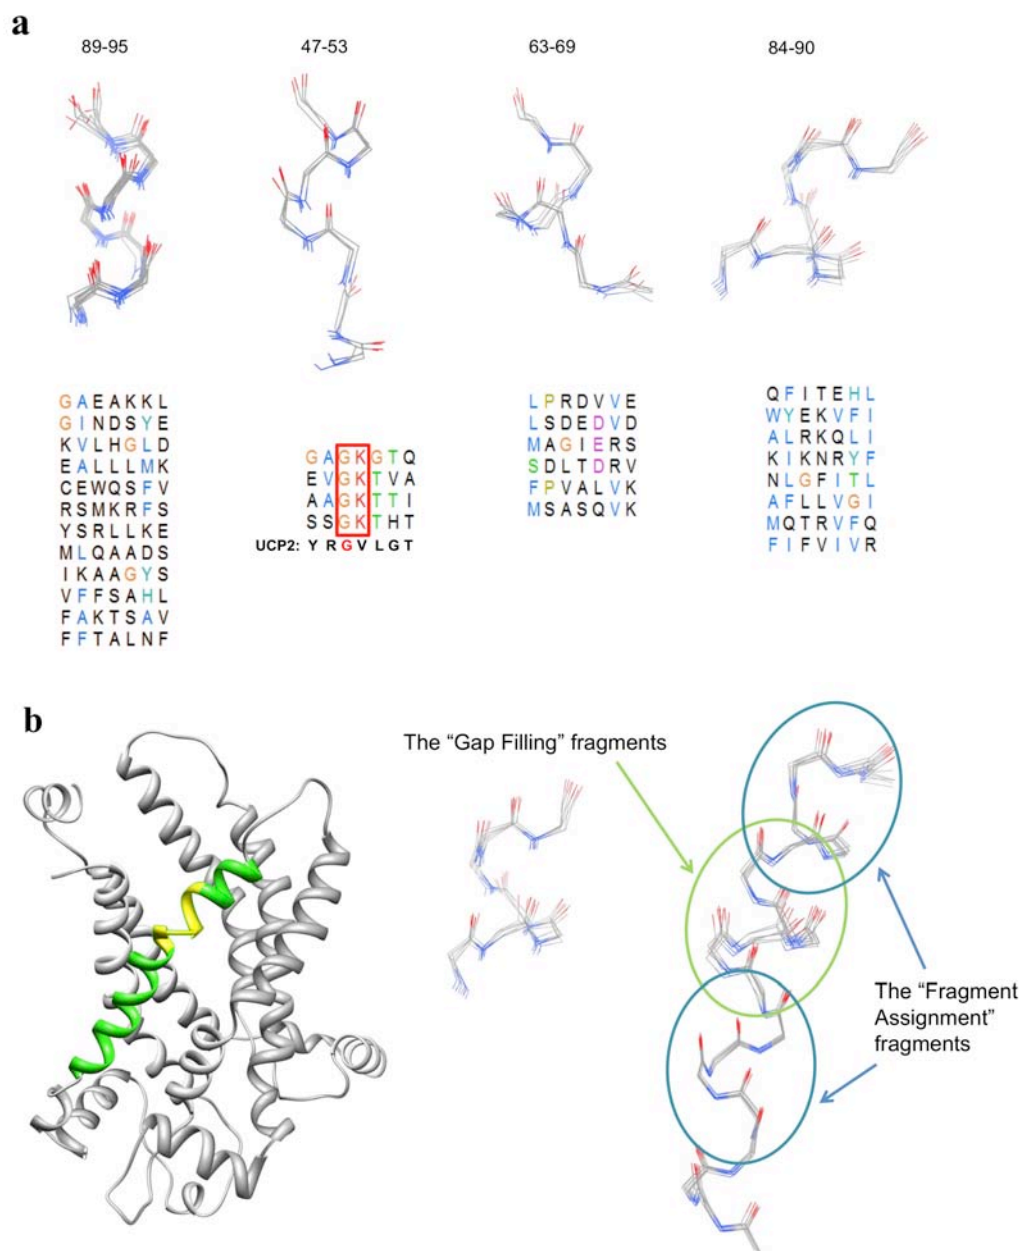 a
89-95 47-53 63-69 84-90
GAEAKKL
GINDSYE
KVLHGLD
EALLLMK
CEWQSFV
RSMKRFS
YSRLLKE
MLQAADS
IKAAGYS
VFFSAHL
FAKTSAV
FFTALNF
GAGKGTQ
EVGKTVA
AAGKTTI
SSGKTHT
UCP2: YRGVLGT
LPRDVVE
LSDEDVD
MAGIERS
SDLTDRV
FPVALVK
MSASQVK
QFITEHL
WYEKVFI
ALRKQLI
KIKNRYF
NLGFITL
AFLLVGI
MQTRVFQ
FIFVIVR
b
The “Gap Filling” fragments
The “Fragment
Assignment”
fragments